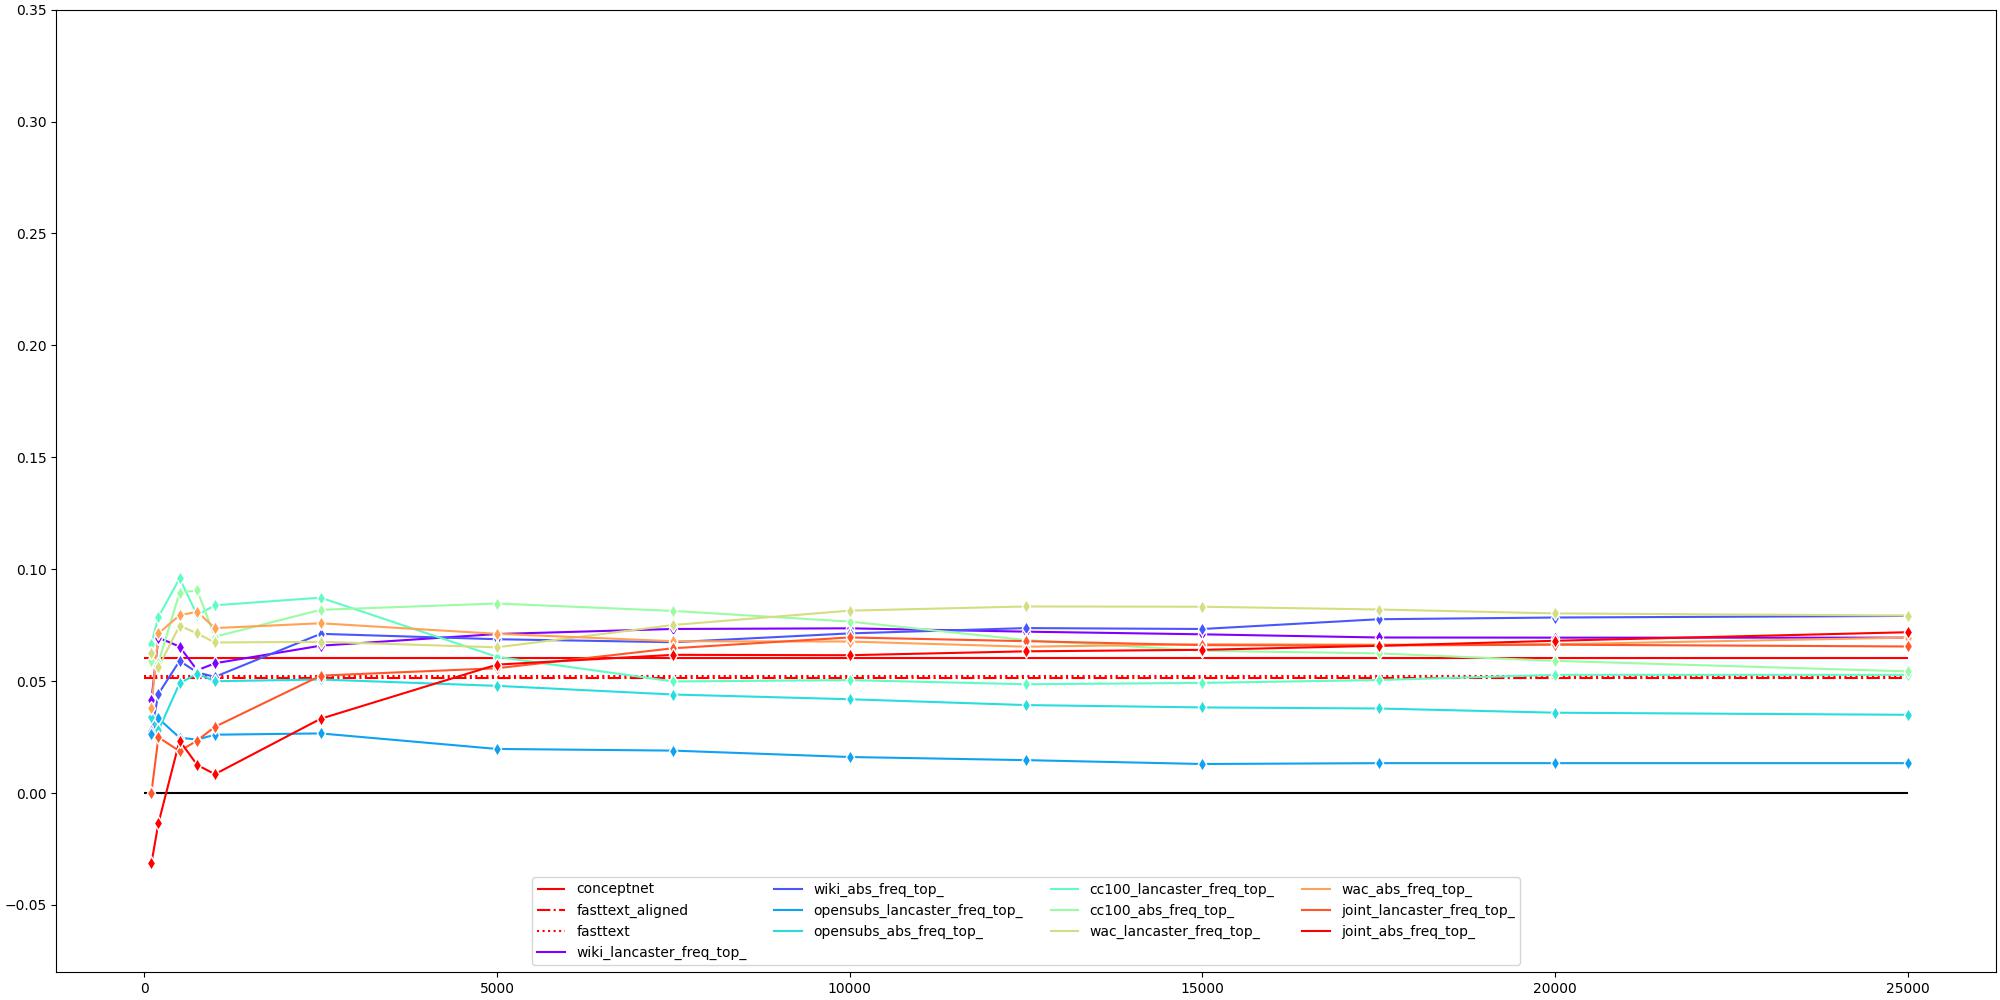 0.35
0.30
0.25
0.20
0.15
0.10
0.05
0.00
−0.05
conceptnet
fasttext_aligned
fasttext
wiki_lancaster_freq_top_
wiki_abs_freq_top_
opensubs_lancaster_freq_top_
opensubs_abs_freq_top_
cc100_lancaster_freq_top_
cc100_abs_freq_top_
wac_lancaster_freq_top_
wac_abs_freq_top_
joint_lancaster_freq_top_
joint_abs_freq_top_
0 5000 10000 15000 20000 25000